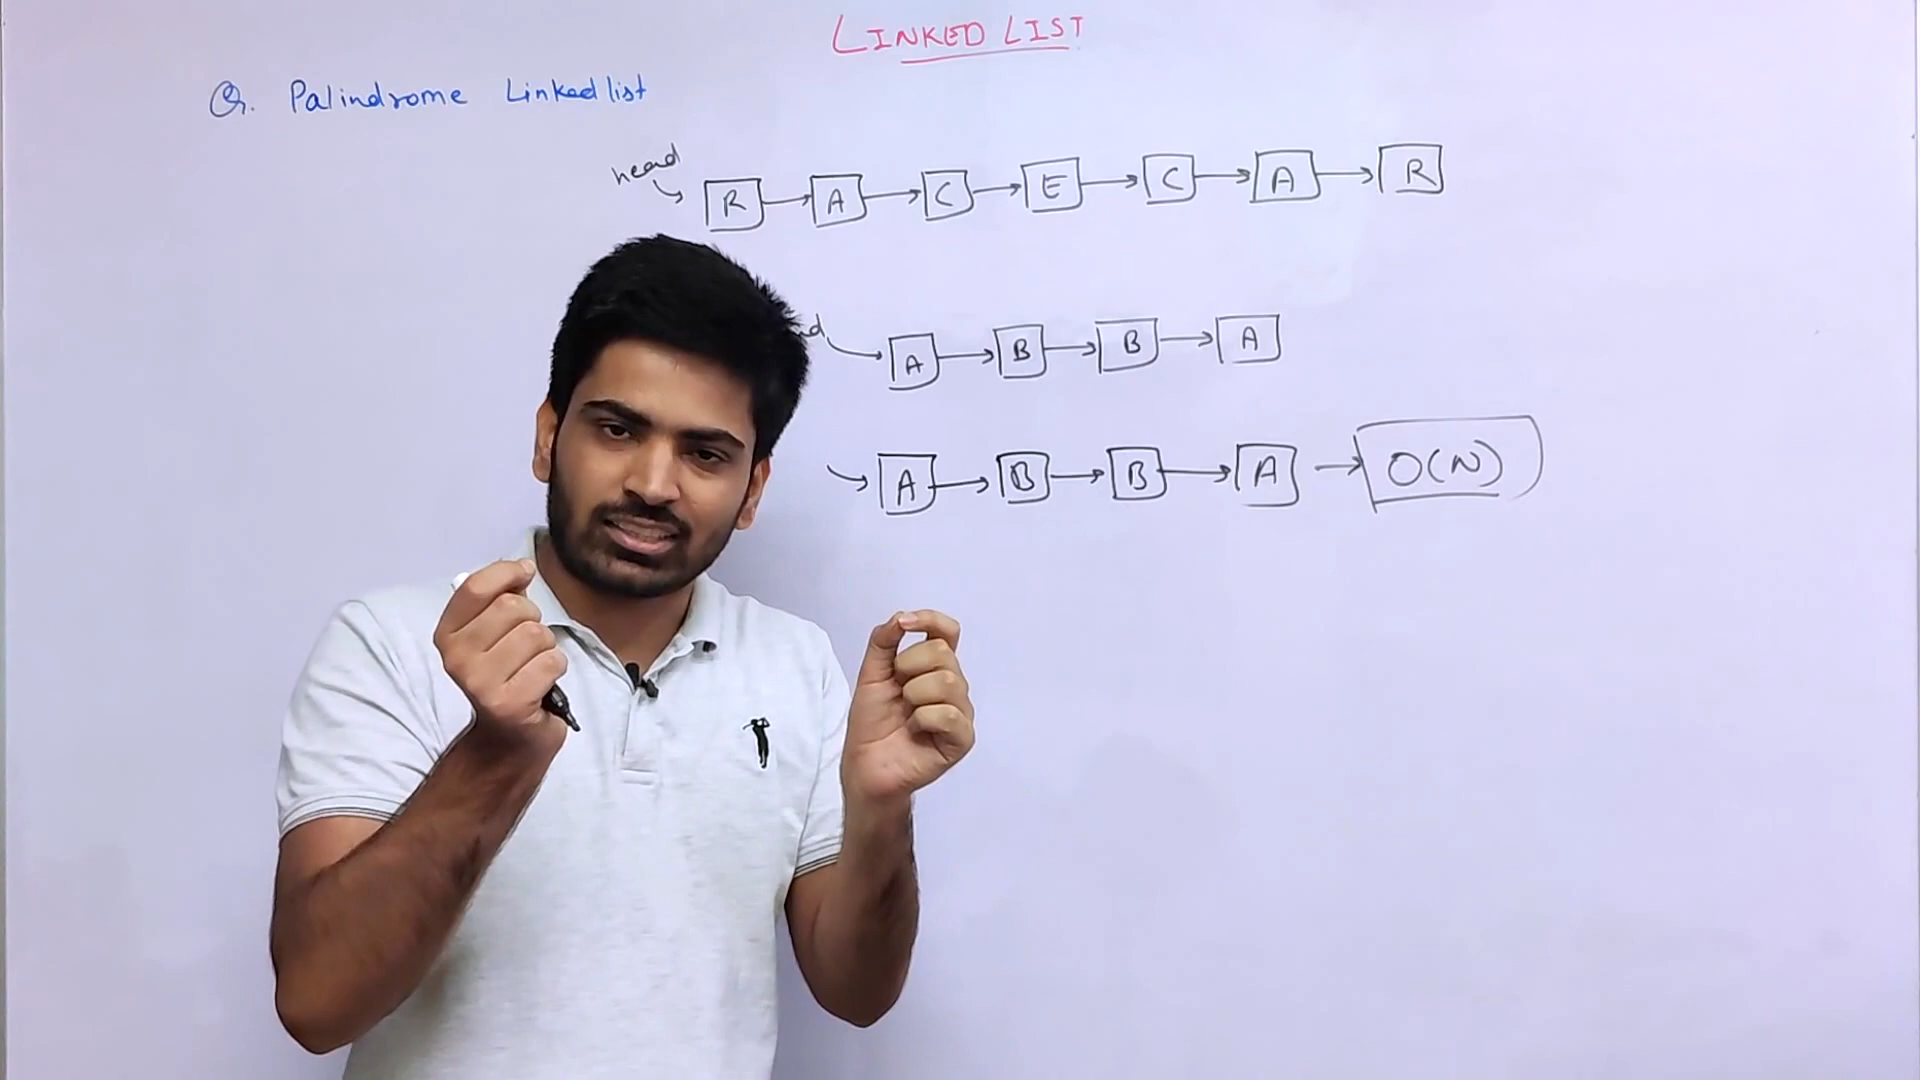 LINKED LIST
Q. Palindrome Linkedlist
head
R → A → C → E → C → A → R
A → B → B → A
A → B → B → A → O(N)